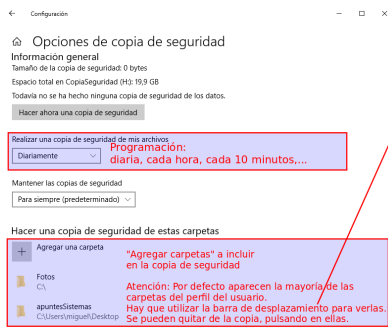 Configuración
Opciones de copia de seguridad
Información general
Tamaño de la copia de seguridad: 0 bytes
Espacio total en CopiaSeguridad (H:): 19,9 GB
Todavía no se ha hecho ninguna copia de seguridad de los datos.
Hacer ahora una copia de seguridad
Realizar una copia de seguridad de mis archivos
Diariamente
Programación:
diaria, cada hora, cada 10 minutos,...
Mantener las copias de seguridad
Para siempre (predeterminado)
Hacer una copia de seguridad de estas carpetas
Agregar una carpeta
"Agregar carpetas" a incluir
en la copia de seguridad
Fotos
C:\
Atención: Por defecto aparecen la mayoría de las
carpetas del perfil del usuario.
Hay que utilizar la barra de desplazamiento para verlas.
Se pueden quitar de la copia, pulsando en ellas.
apuntesSistemas
C:\Users\miguel\Desktop